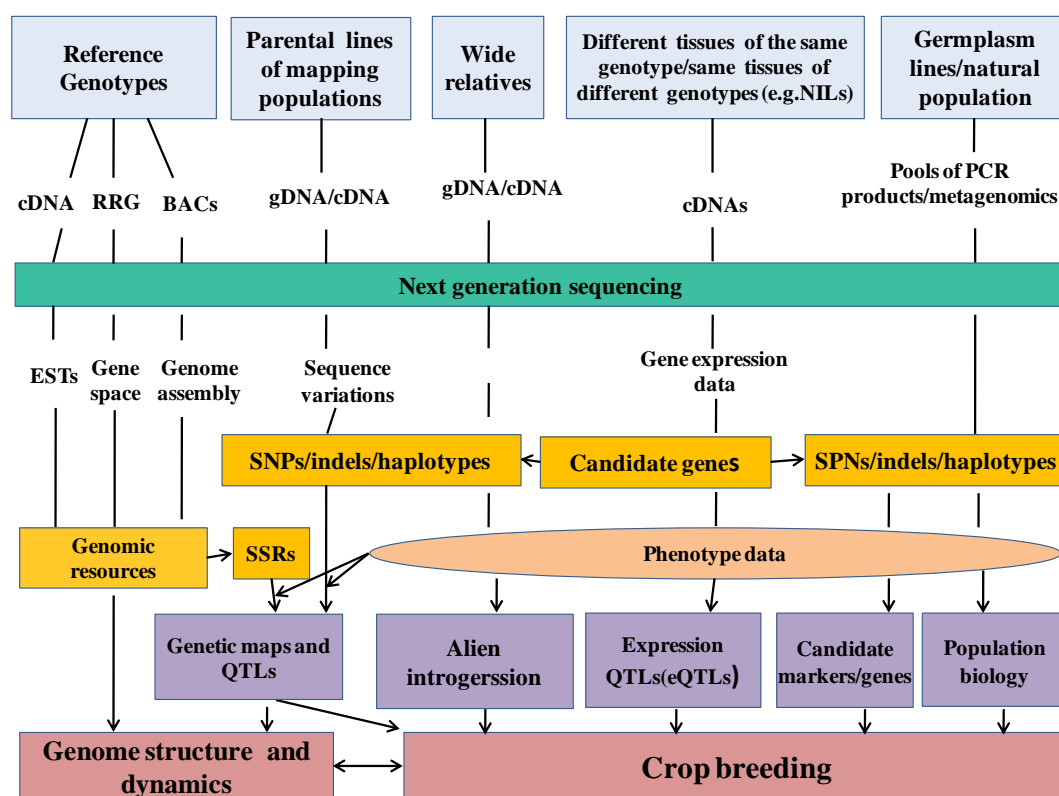 Reference
Genotypes
Parental lines
of mapping
populations
Wide
relatives
Different tissues of the same
genotype/same tissues of
different genotypes (e.g.NILs)
Germplasm
lines/natural
population
cDNA
RRG
BACs
gDNA/cDNA
gDNA/cDNA
cDNAs
Pools of PCR
products/metagenomics
Next generation sequencing
ESTs
Gene
space
Genome
assembly
Sequence
variations
Gene expression
data
SNPs/indels/haplotypes
Candidate genes
SPNs/indels/haplotypes
Genomic
resources
SSRs
Phenotype data
Genetic maps and
QTLs
Alien
introgerssion
Expression
QTLs(eQTLs)
Candidate
markers/genes
Population
biology
Genome structure and
dynamics
Crop breeding